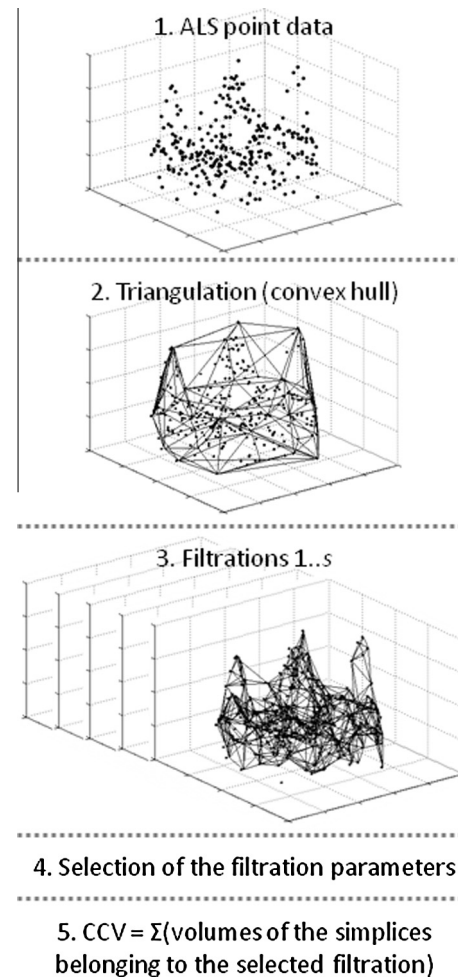 1. ALS point data
2. Triangulation (convex hull)
3. Filtrations 1..s
4. Selection of the filtration parameters
5. CCV = Σ(volumes of the simplices
belonging to the selected filtration)